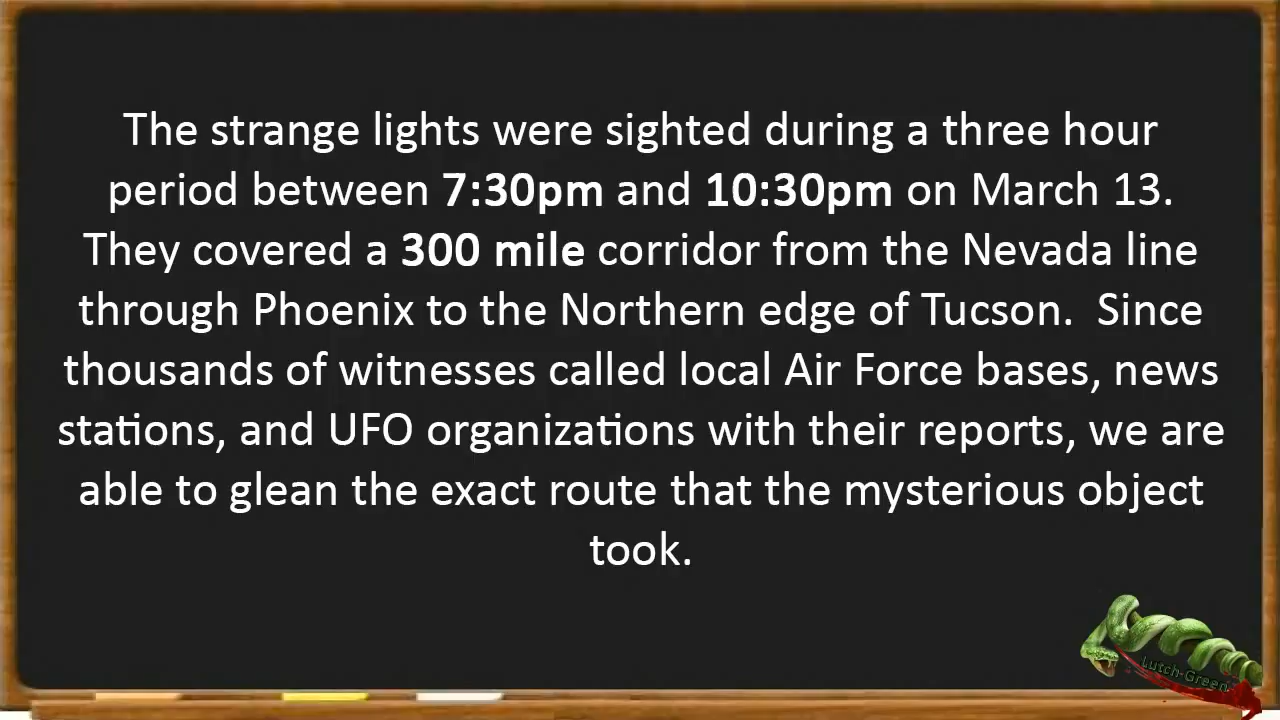 The strange lights were sighted during a three hour
period between 7:30pm and 10:30pm on March 13.
They covered a 300 mile corridor from the Nevada line
through Phoenix to the Northern edge of Tucson.  Since
thousands of witnesses called local Air Force bases, news
stations, and UFO organizations with their reports, we are
able to glean the exact route that the mysterious object
took.
Lutch-Green